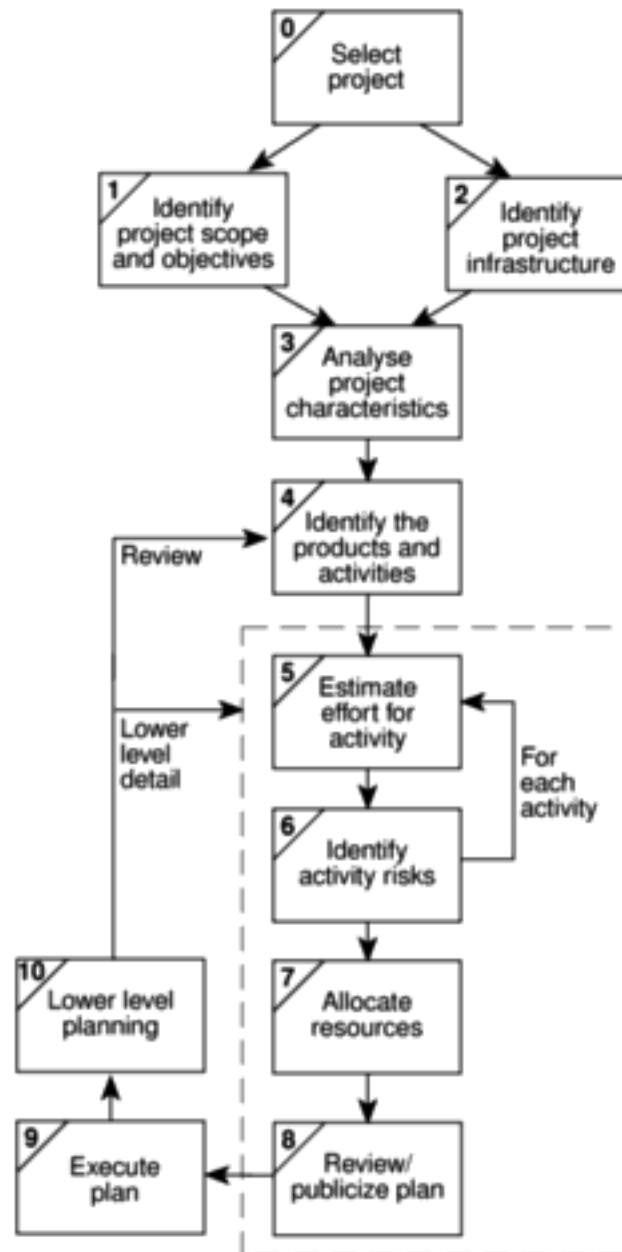 0
Select
project
1
Identify
project scope
and objectives
2
Identify
project
infrastructure
3
Analyse
project
characteristics
4
Identify the
products and
activities
Review
5
Estimate
effort for
activity
Lower
level
detail
For
each
activity
6
Identify
activity risks
10
Lower level
planning
7
Allocate
resources
9
Execute
plan
8
Review/
publicize plan